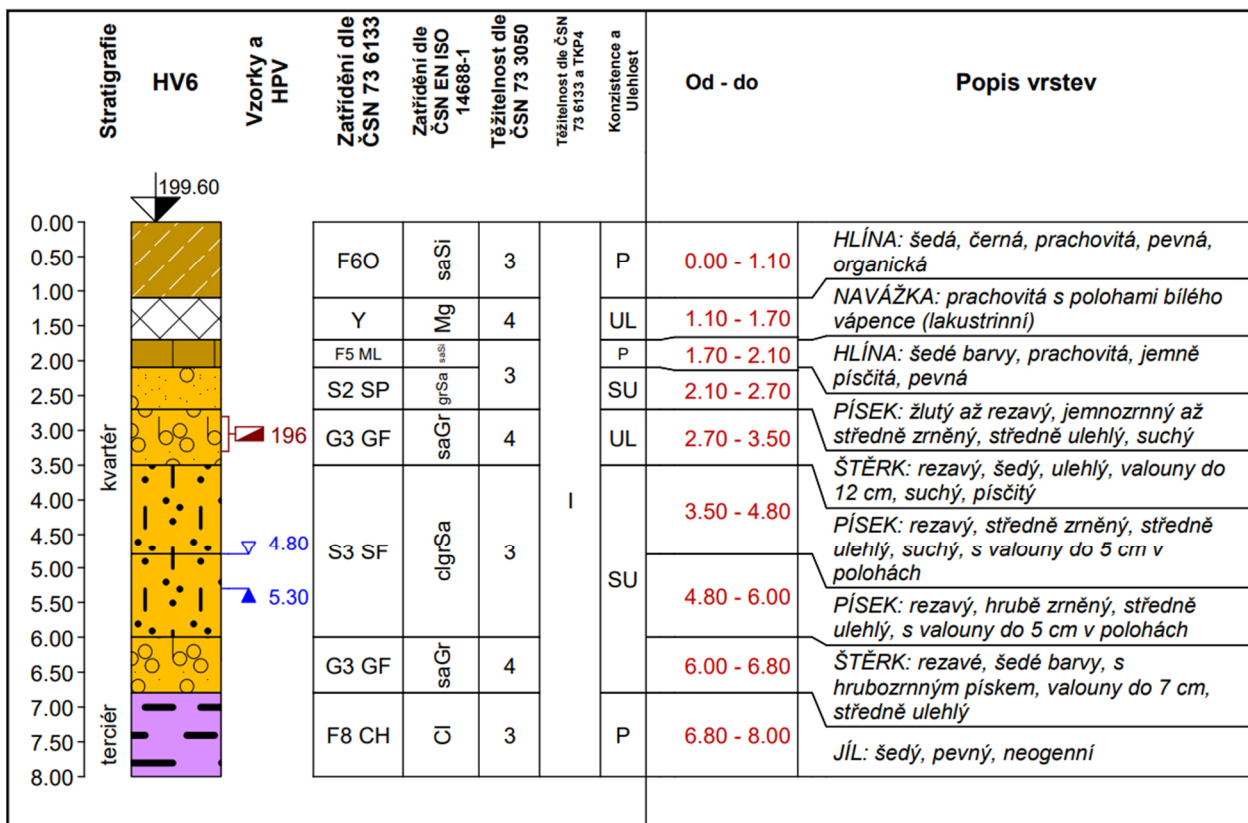 Stratigrafie
HV6
Vzorky a
HPV
Zatřídění dle
ČSN 73 6133
Zatřídění dle
ČSN EN ISO
14688-1
Těžitelnost dle
ČSN 73 3050
Těžitelnost dle ČSN
73 6133 a TKP4
Konzistence a
Ulehlost
Od - do
Popis vrstev
199.60
0.00
0.50
1.00
1.50
2.00
2.50
3.00
3.50
4.00
4.50
5.00
5.50
6.00
6.50
7.00
7.50
8.00
kvartér
terciér
196
4.80
5.30
F6O
saSi
3
P
0.00 - 1.10
HLÍNA: šedá, černá, prachovitá, pevná,
organická
Y
Mg
4
UL
1.10 - 1.70
NAVÁŽKA: prachovitá s polohami bílého
vápence (lakustrinní)
F5 ML
saSi
3
P
1.70 - 2.10
HLÍNA: šedé barvy, prachovitá, jemně
písčitá, pevná
S2 SP
grSa
SU
2.10 - 2.70
PÍSEK: žlutý až rezavý, jemnozrnný až
středně zrněný, středně ulehlý, suchý
G3 GF
saGr
4
UL
2.70 - 3.50
ŠTĚRK: rezavý, šedý, ulehlý, valouny do
12 cm, suchý, písčitý
I
S3 SF
clgrSa
3
SU
3.50 - 4.80
PÍSEK: rezavý, středně zrněný, středně
ulehlý, suchý, s valouny do 5 cm v
polohách
4.80 - 6.00
PÍSEK: rezavý, hrubě zrněný, středně
ulehlý, s valouny do 5 cm v polohách
G3 GF
saGr
4
6.00 - 6.80
ŠTĚRK: rezavé, šedé barvy, s
hrubozrnným pískem, valouny do 7 cm,
středně ulehlý
F8 CH
Cl
3
P
6.80 - 8.00
JÍL: šedý, pevný, neogenní